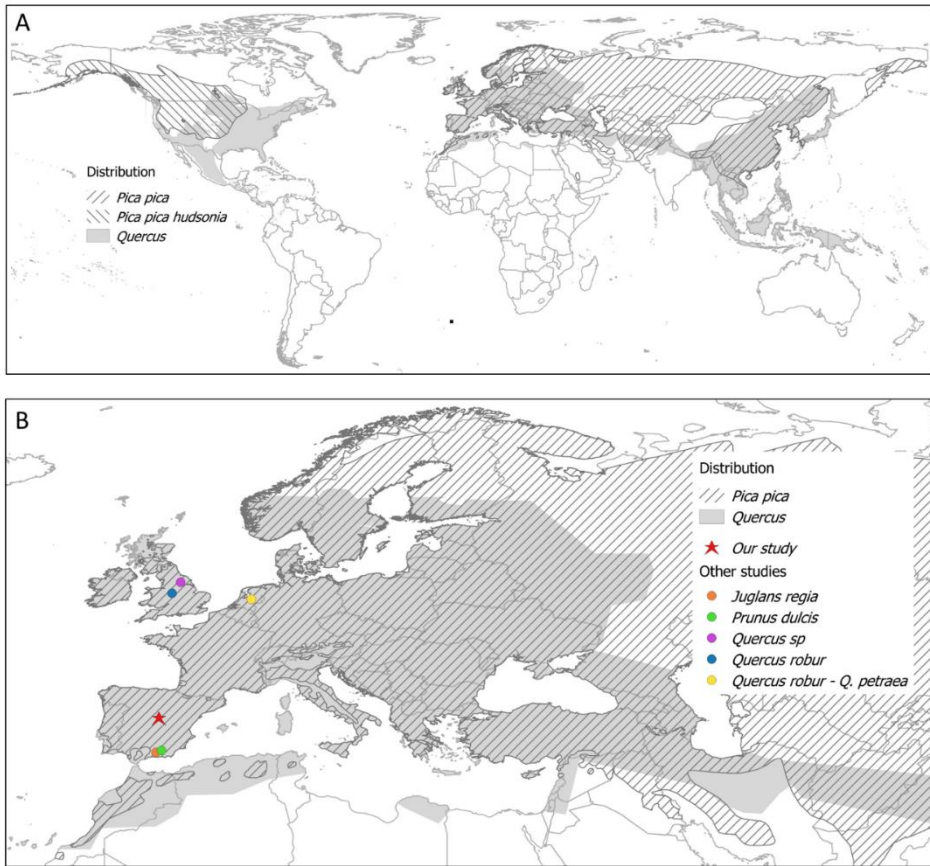 A
Distribution
Pica pica
Pica pica hudsonia
Quercus
B
Distribution
Pica pica
Quercus
Our study
Other studies
Juglans regia
Prunus dulcis
Quercus sp
Quercus robur
Quercus robur - Q. petraea